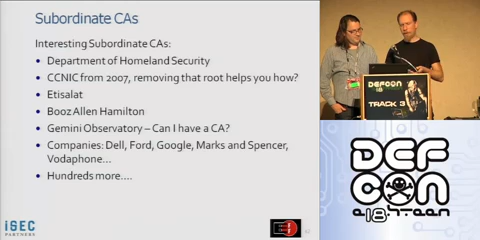 Subordinate CAs
Interesting Subordinate CAs:
Department of Homeland Security
CCNIC from 2007, removing that root helps you how?
Etisalat
Booz Allen Hamilton
Gemini Observatory – Can I have a CA?
Companies: Dell, Ford, Google, Marks and Spencer,
Vodaphone...
Hundreds more....
iSEC
PARTNERS
DEFCON
18
TRACK 3
DEF
CON
e18hteen